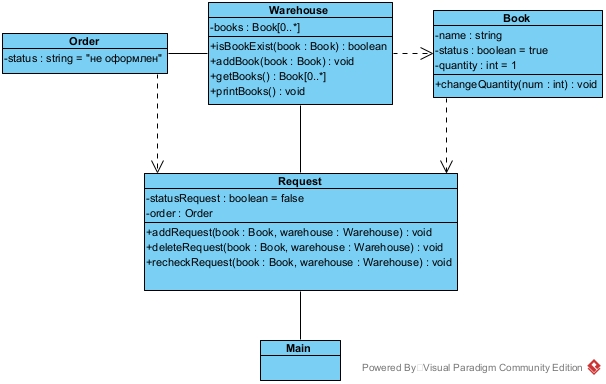 Warehouse
-books : Book[0..*]
+isBookExist(book : Book) : boolean
+addBook(book : Book) : void
+getBooks() : Book[0..*]
+printBooks() : void
Book
-name : string
-status : boolean = true
-quantity : int = 1
+changeQuantity(num : int) : void
Order
-status : string = "не оформлен"
Request
-statusRequest : boolean = false
-order : Order
+addRequest(book : Book, warehouse : Warehouse) : void
+deleteRequest(book : Book, warehouse : Warehouse) : void
+recheckRequest(book : Book, warehouse : Warehouse) : void
Main
Powered By Visual Paradigm Community Edition